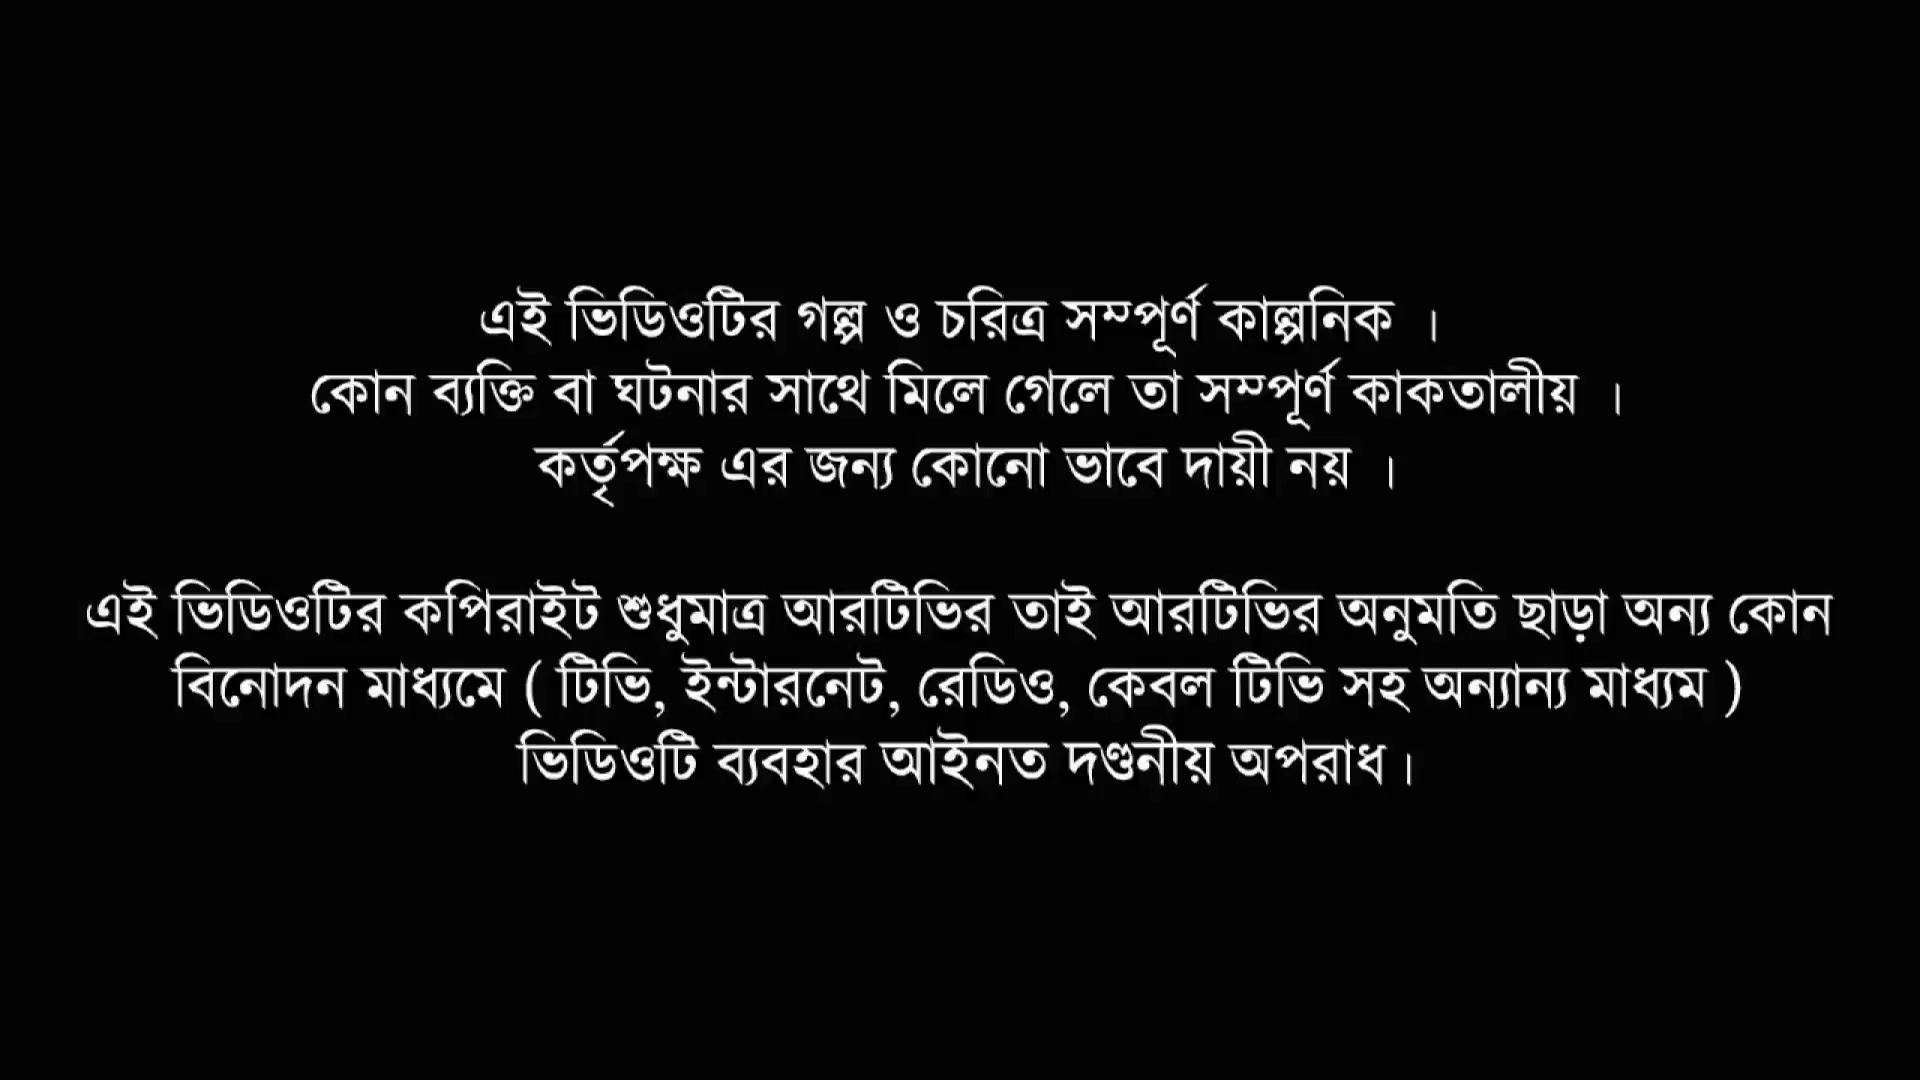 এই ভিডিওটির গল্প ও চরিত্র সম্পূর্ণ কাল্পনিক ।
কোন ব্যক্তি বা ঘটনার সাথে মিলে গেলে তা সম্পূর্ণ কাকতালীয় ।
কর্তৃপক্ষ এর জন্য কোনো ভাবে দায়ী নয় ।
এই ভিডিওটির কপিরাইট শুধুমাত্র আরটিভির তাই আরটিভির অনুমতি ছাড়া অন্য কোন
বিনোদন মাধ্যমে ( টিভি, ইন্টারনেট, রেডিও, কেবল টিভি সহ অন্যান্য মাধ্যম )
ভিডিওটি ব্যবহার আইনত দণ্ডনীয় অপরাধ।